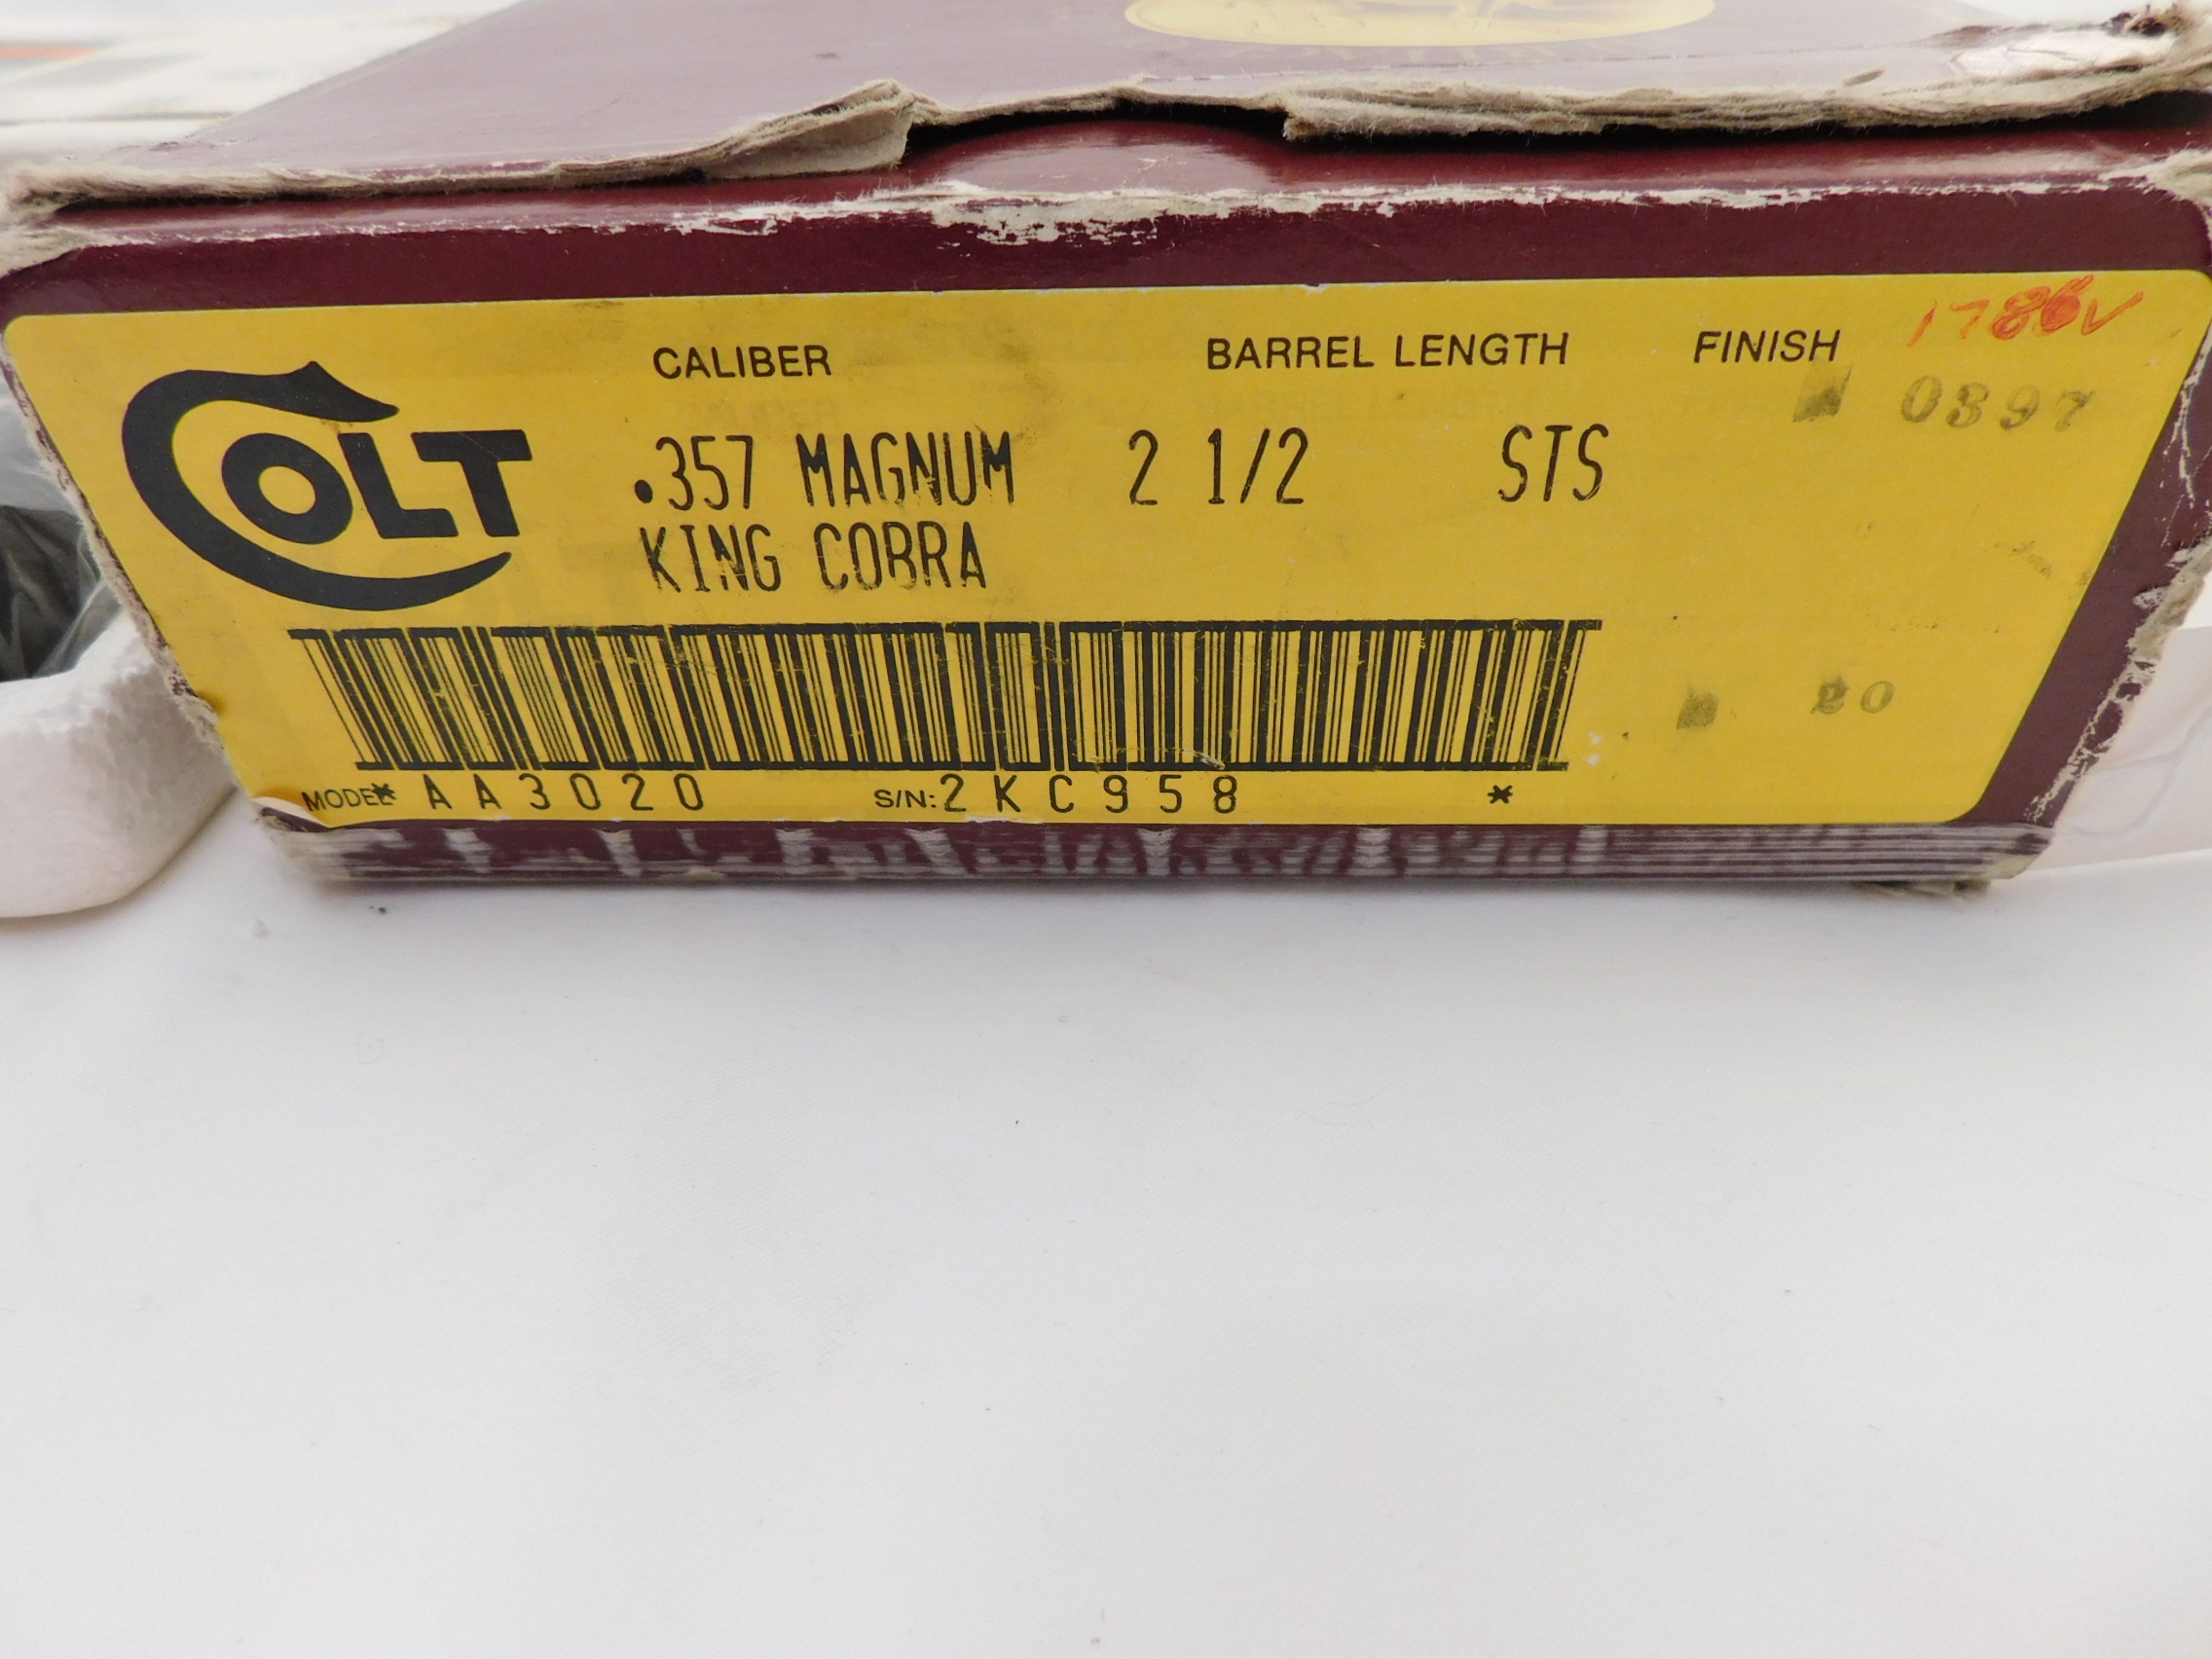 COLT
CALIBER BARREL LENGTH FINISH
1786V
0397
.357 MAGNUM 2 1/2 STS
KING COBRA
20
MODEL* AA3020 S/N: 2KC958 *